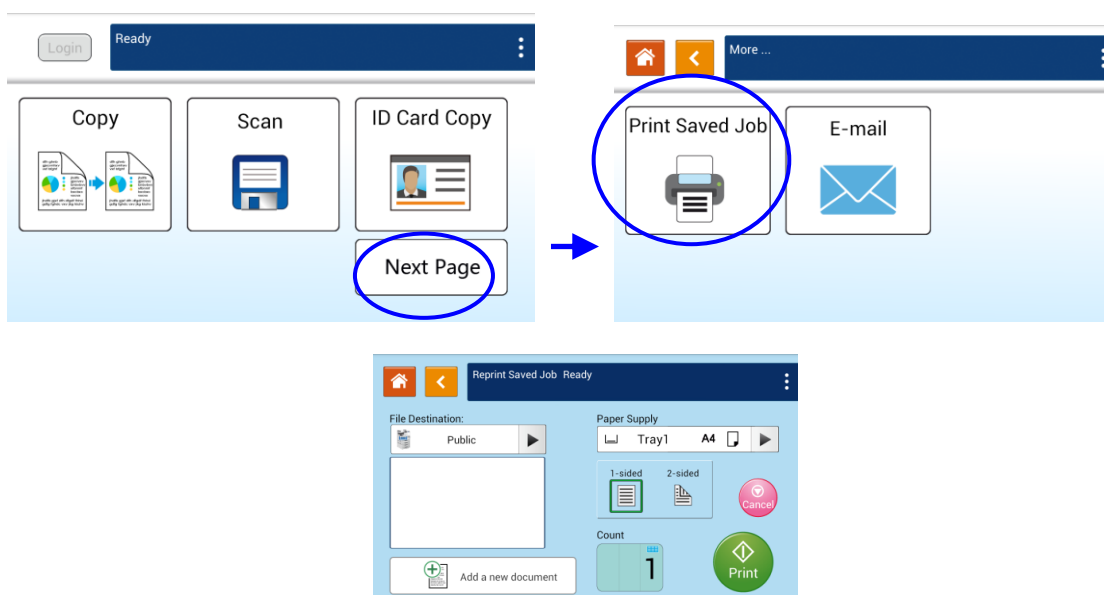 Login
Ready
Copy
Scan
ID Card Copy
Next Page
More ...
Print Saved Job
E-mail
Reprint Saved Job Ready
File Destination:
Public
Paper Supply
Tray1 A4
1-sided 2-sided
Cancel
Count
1
Add a new document
Print